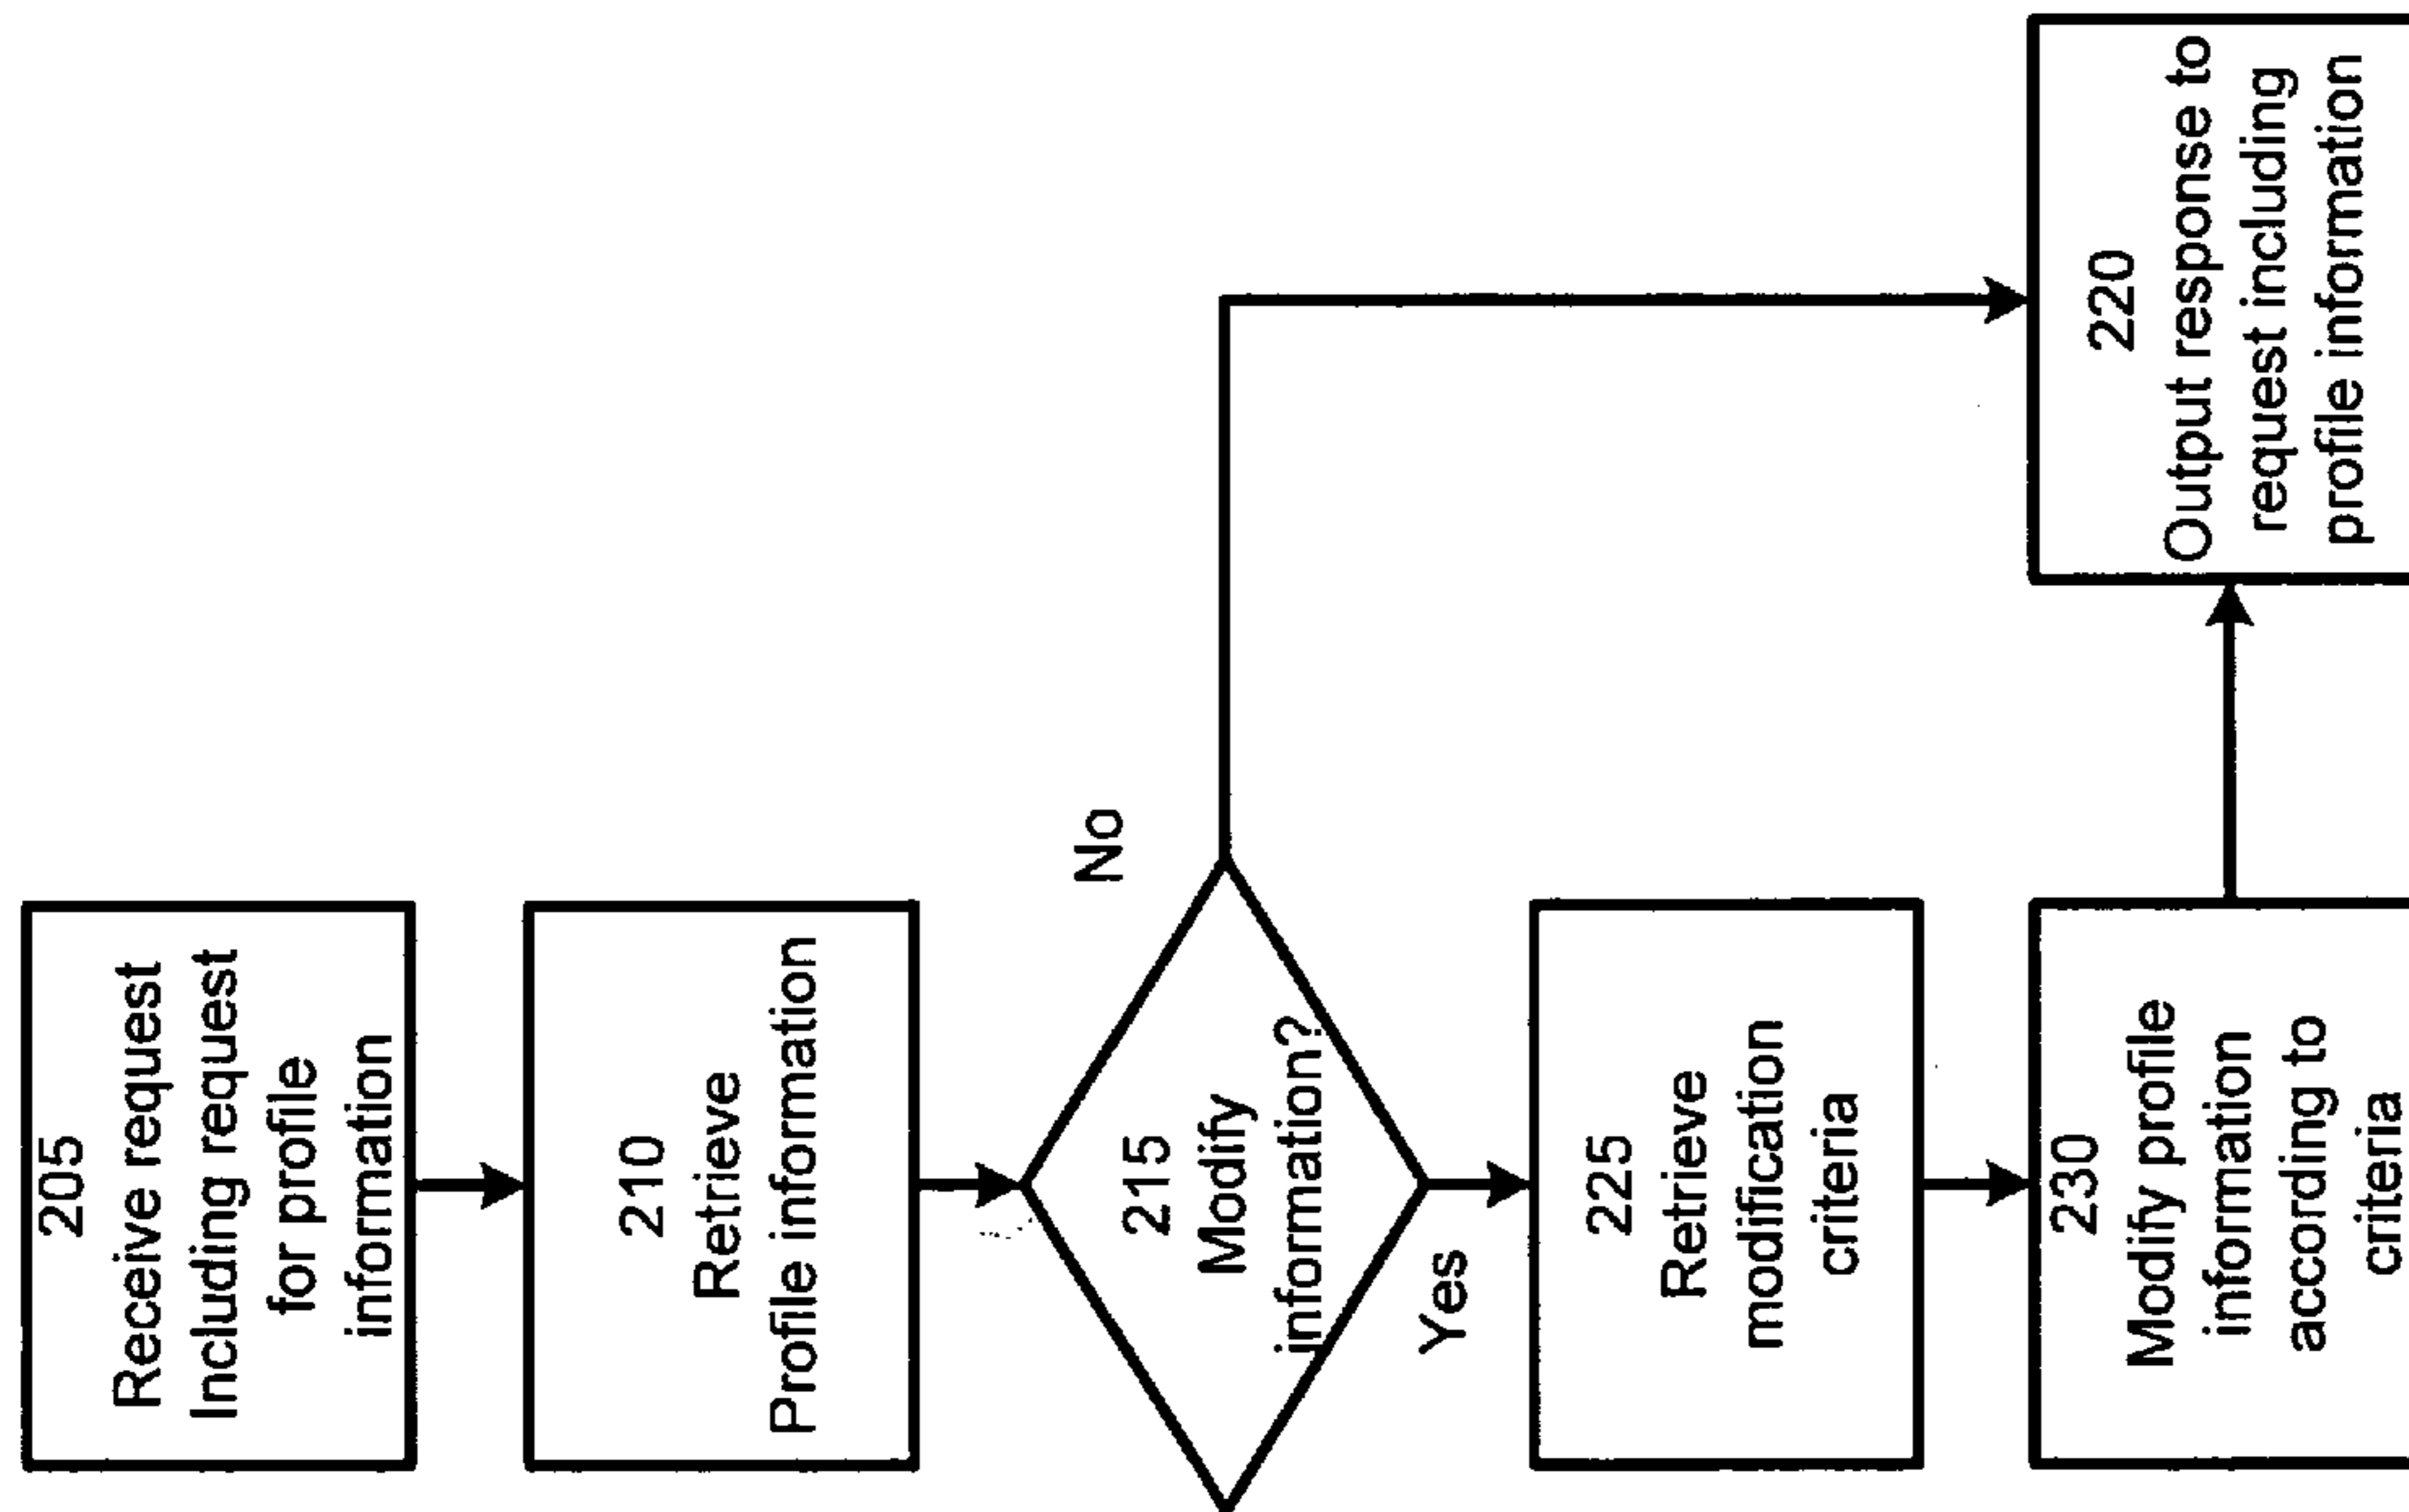 205
Receive request
Including request
for profile
information
210
Retrieve
Profile information
215
Modify
information?
No
Yes
225
Retrieve
modification
criteria
230
Modify profile
information
according to
criteria
220
Output response to
request including
profile information